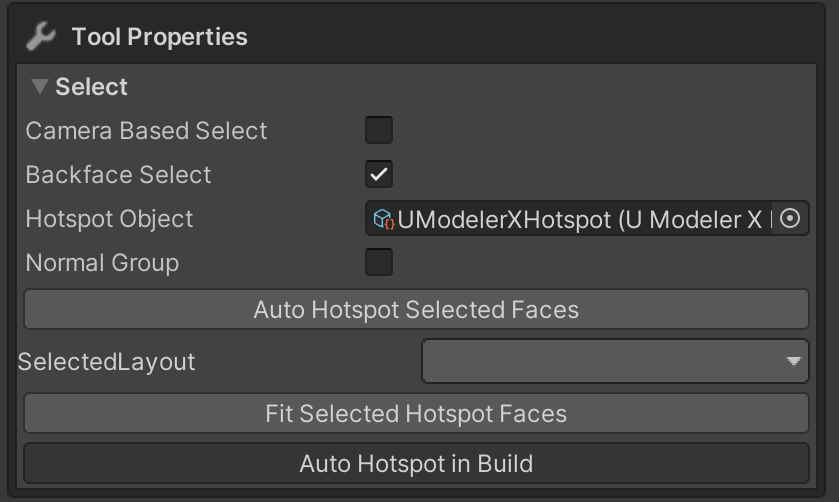 Tool Properties
Select
Camera Based Select
Backface Select
Hotspot Object UModelerXHotspot (U Modeler X
Normal Group
Auto Hotspot Selected Faces
SelectedLayout
Fit Selected Hotspot Faces
Auto Hotspot in Build